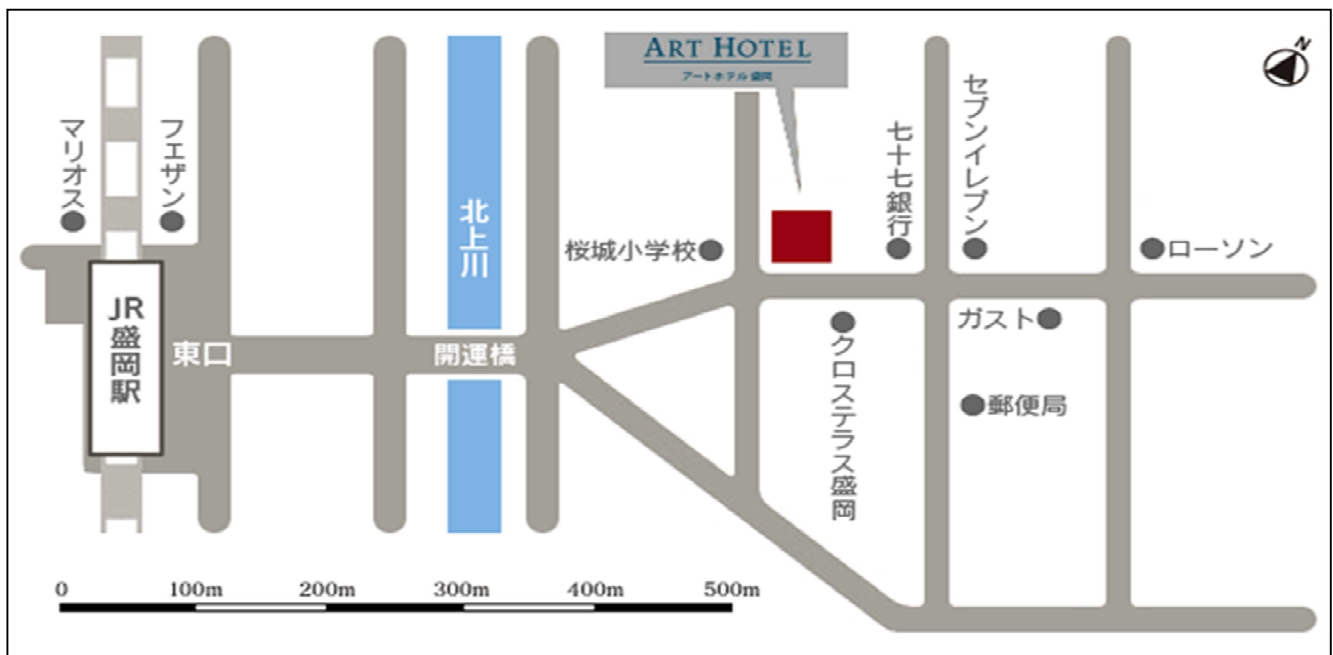 ART HOTEL
アートホテル盛岡
N
マリオス
フェザン
北上川
桜城小学校
七十七銀行
セブンイレブン
ローソン
JR盛岡駅
東口
開運橋
クロステラス盛岡
ガスト
郵便局
0 100m 200m 300m 400m 500m